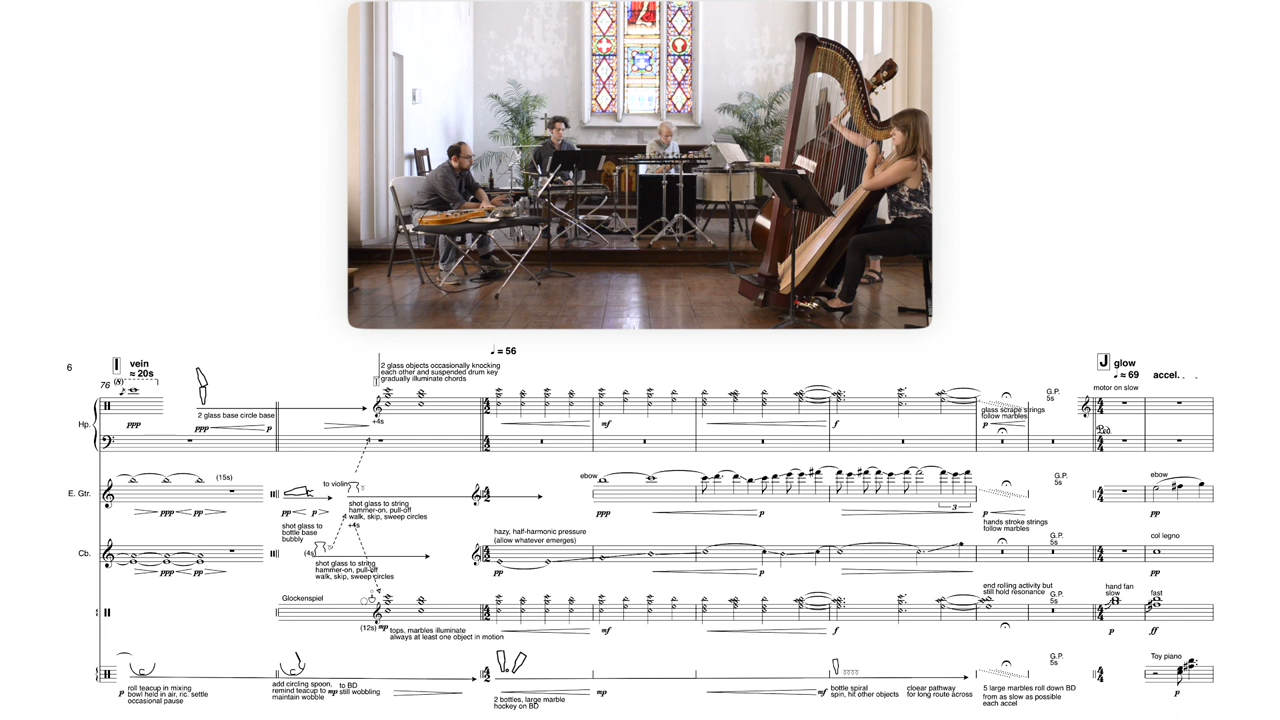 6
I vein
≈ 20s
76
(8)
2 glass base circle base
ppp
ppp
p
Hp.
2 glass objects occasionally knocking
each other and suspended drum key
gradually illuminate chords
+4s
♩ = 56
mf
f
glass scrape strings
follow marbles
p
G.P.
5s
J glow
♩ ≈ 69 accel.
motor on slow
Ped.
E. Gtr.
(15s)
ppp
pp
pp
p
to violin
shot glass to string
hammer-on, pull-off
walk, skip, sweep circles
+4s
shot glass to
bottle base
bubbly
ebow
ppp
p
3
p
hands stroke strings
follow marbles
G.P.
5s
ebow
pp
Cb.
ppp
pp
(4s)
shot glass to string
hammer-on, pull-off
walk, skip, sweep circles
hazy, half-harmonic pressure
(allow whatever emerges)
pp
p
G.P.
5s
col legno
pp
Glockenspiel
(12s)
mp
tops, marbles illuminate
always at least one object in motion
mf
f
end rolling activity but
still hold resonance
G.P.
5s
hand fan
slow
fast
p
ff
p
roll teacup in mixing
bowl held in air, ric. settle
occasional pause
add circling spoon,
remind teacup to
maintain wobble
mp
to BD
still wobbling
2 bottles, large marble
hockey on BD
mp
mf
bottle spiral
spin, hit other objects
cloear pathway
for long route across
5 large marbles roll down BD
from as slow as possible
each accel
G.P.
5s
Toy piano
p